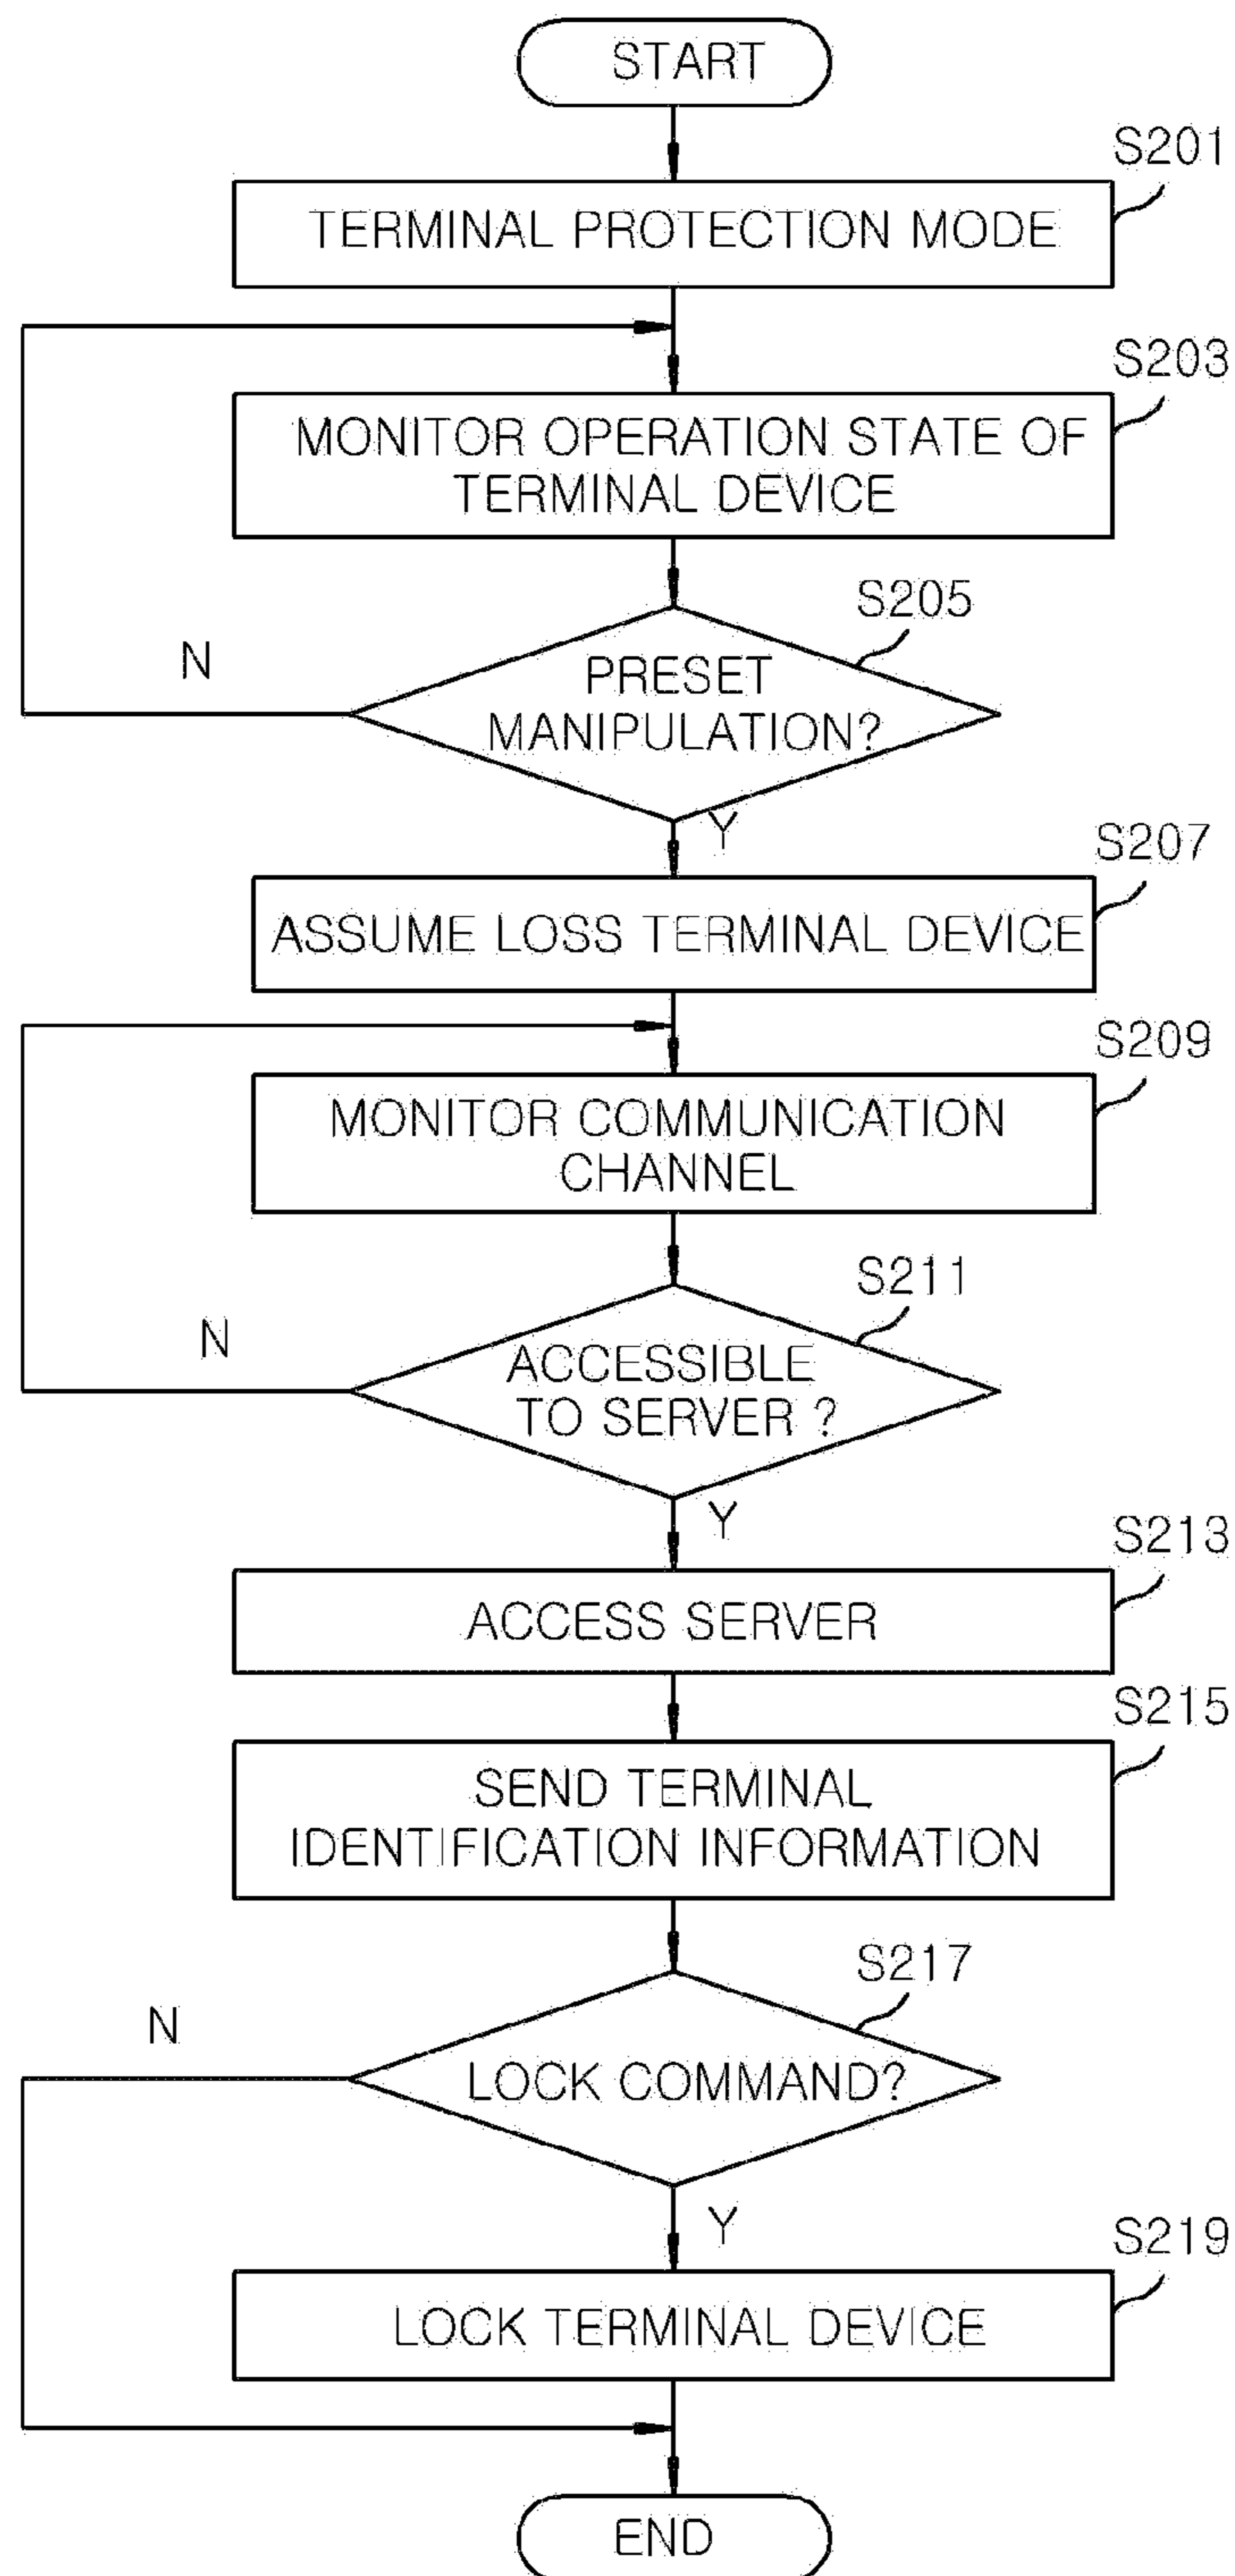 START
S201
TERMINAL PROTECTION MODE
S203
MONITOR OPERATION STATE OF
TERMINAL DEVICE
S205
PRESET
MANIPULATION?
N
Y
S207
ASSUME LOSS TERMINAL DEVICE
S209
MONITOR COMMUNICATION
CHANNEL
S211
ACCESSIBLE
TO SERVER ?
N
Y
S213
ACCESS SERVER
S215
SEND TERMINAL
IDENTIFICATION INFORMATION
S217
LOCK COMMAND?
N
Y
S219
LOCK TERMINAL DEVICE
END